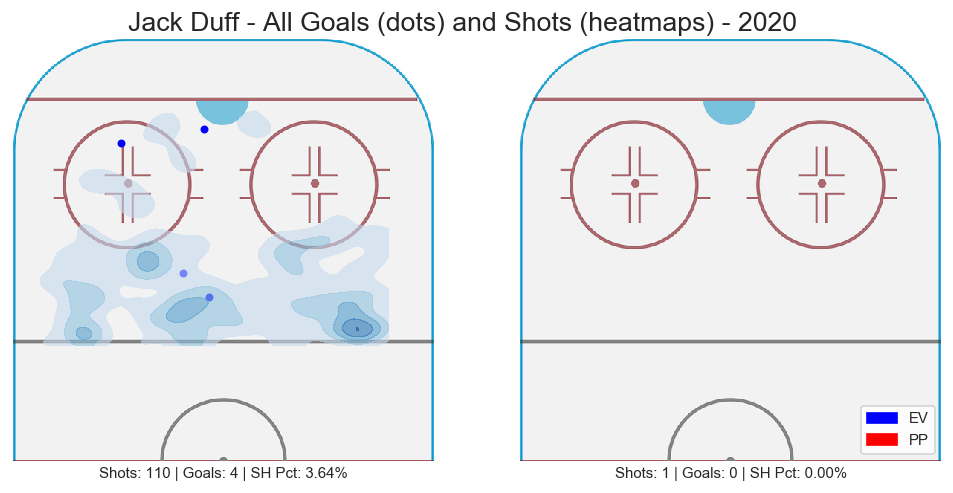 Jack Duff - All Goals (dots) and Shots (heatmaps) - 2020
EV
PP
Shots: 110 | Goals: 4 | SH Pct: 3.64%
Shots: 1 | Goals: 0 | SH Pct: 0.00%